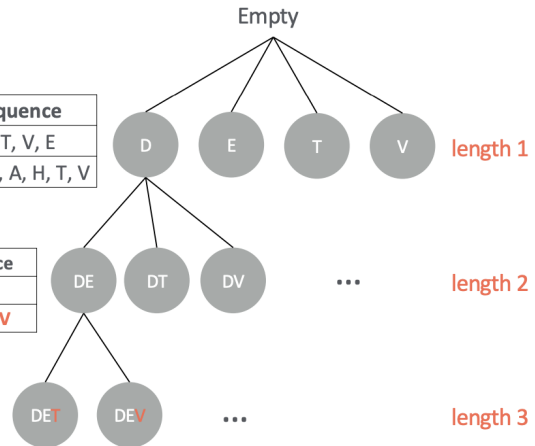 Empty
quence
T, V, E
, A, H, T, V
D E T V length 1
ce
V
DE DT DV ... length 2
DET DEV ... length 3